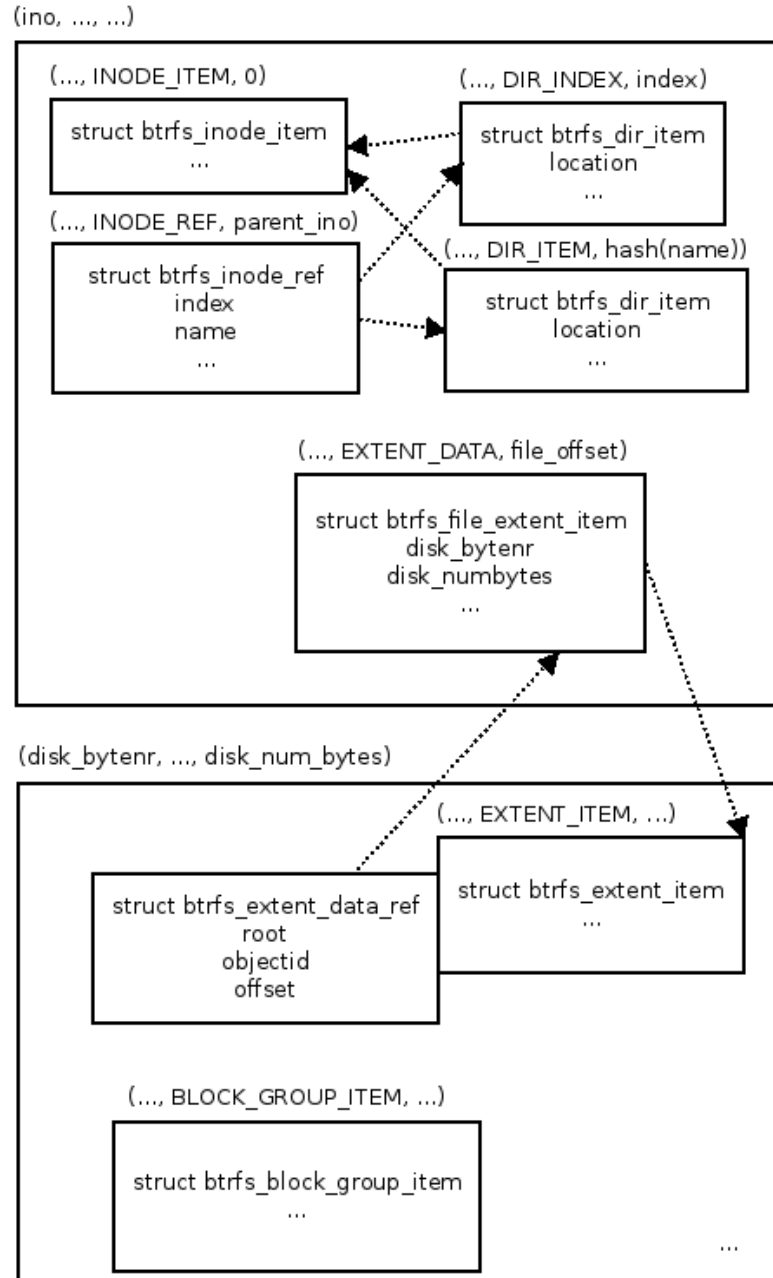 (ino, ..., ...)
(..., INODE_ITEM, 0)
struct btrfs_inode_item
...
(..., DIR_INDEX, index)
struct btrfs_dir_item
location
...
(..., INODE_REF, parent_ino)
struct btrfs_inode_ref
index
name
...
(..., DIR_ITEM, hash(name))
struct btrfs_dir_item
location
...
(..., EXTENT_DATA, file_offset)
struct btrfs_file_extent_item
disk_bytenr
disk_numbytes
...
(disk_bytenr, ..., disk_num_bytes)
(..., EXTENT_ITEM, ...)
struct btrfs_extent_item
...
struct btrfs_extent_data_ref
root
objectid
offset
(..., BLOCK_GROUP_ITEM, ...)
struct btrfs_block_group_item
...
...